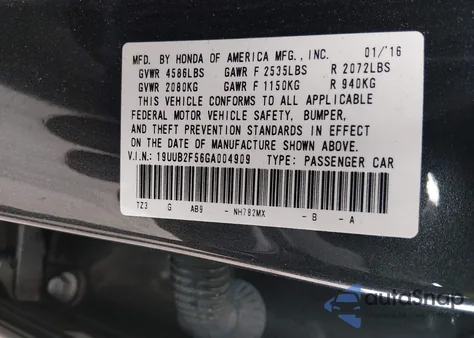 MFD. BY HONDA OF AMERICA MFG., INC. 01/'16
GVWR 4586LBS GAWR F 2535LBS R 2072LBS
GVWR 2080KG GAWR F 1150KG R 940KG
THIS VEHICLE CONFORMS TO ALL APPLICABLE
FEDERAL MOTOR VEHICLE SAFETY, BUMPER,
AND THEFT PREVENTION STANDARDS IN EFFECT
ON THE DATE OF MANUFACTURE SHOWN ABOVE.
V.I.N.: 19UUB2F56GA004909 TYPE: PASSENGER CAR
TZ3 G AB9 - NH782MX - B - A
autoSnap